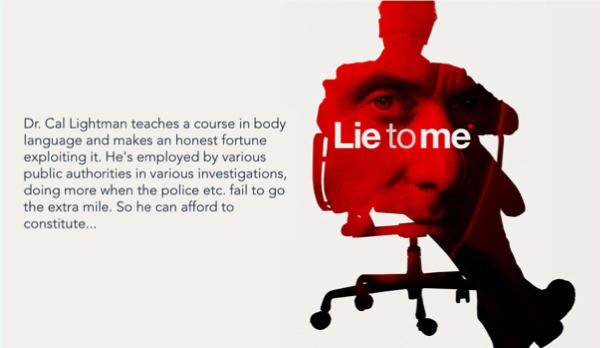 Dr. Cal Lightman teaches a course in body
language and makes an honest fortune
exploiting it. He's employed by various
public authorities in various investigations,
doing more when the police etc. fail to go
the extra mile. So he can afford to
constitute...
Lie to me*